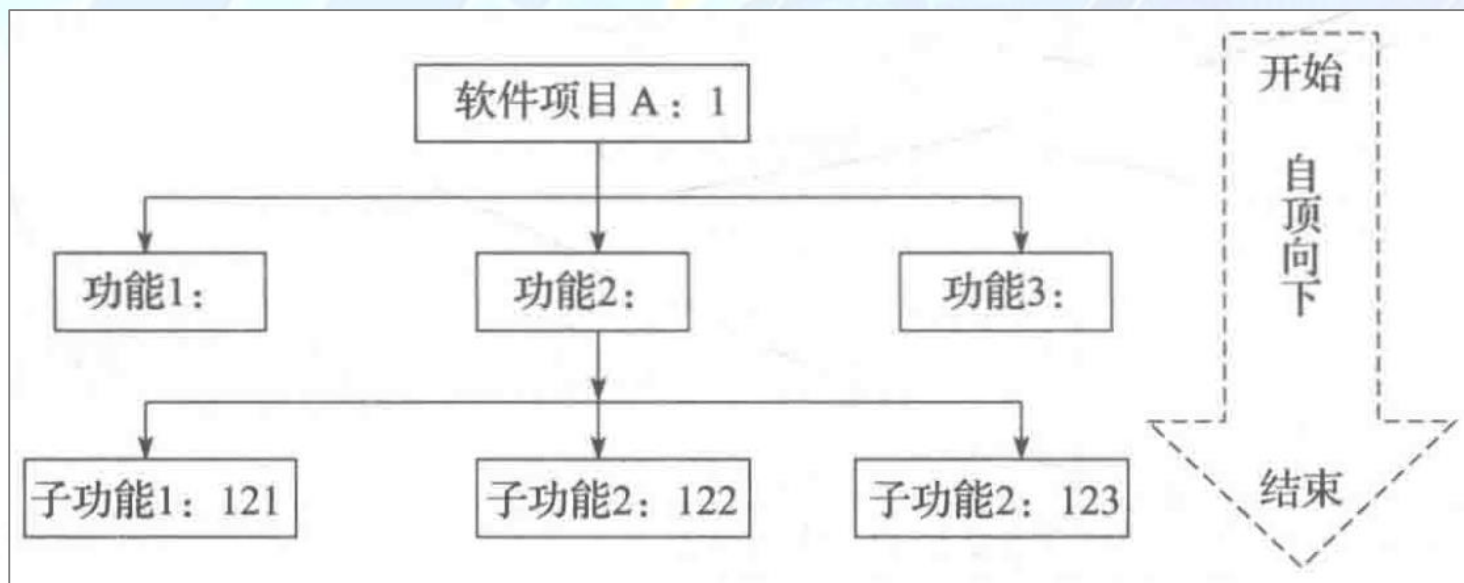 软件项目 A：1
功能1：
功能2：
功能3：
子功能1：121
子功能2：122
子功能2：123
开始
自顶向下
结束